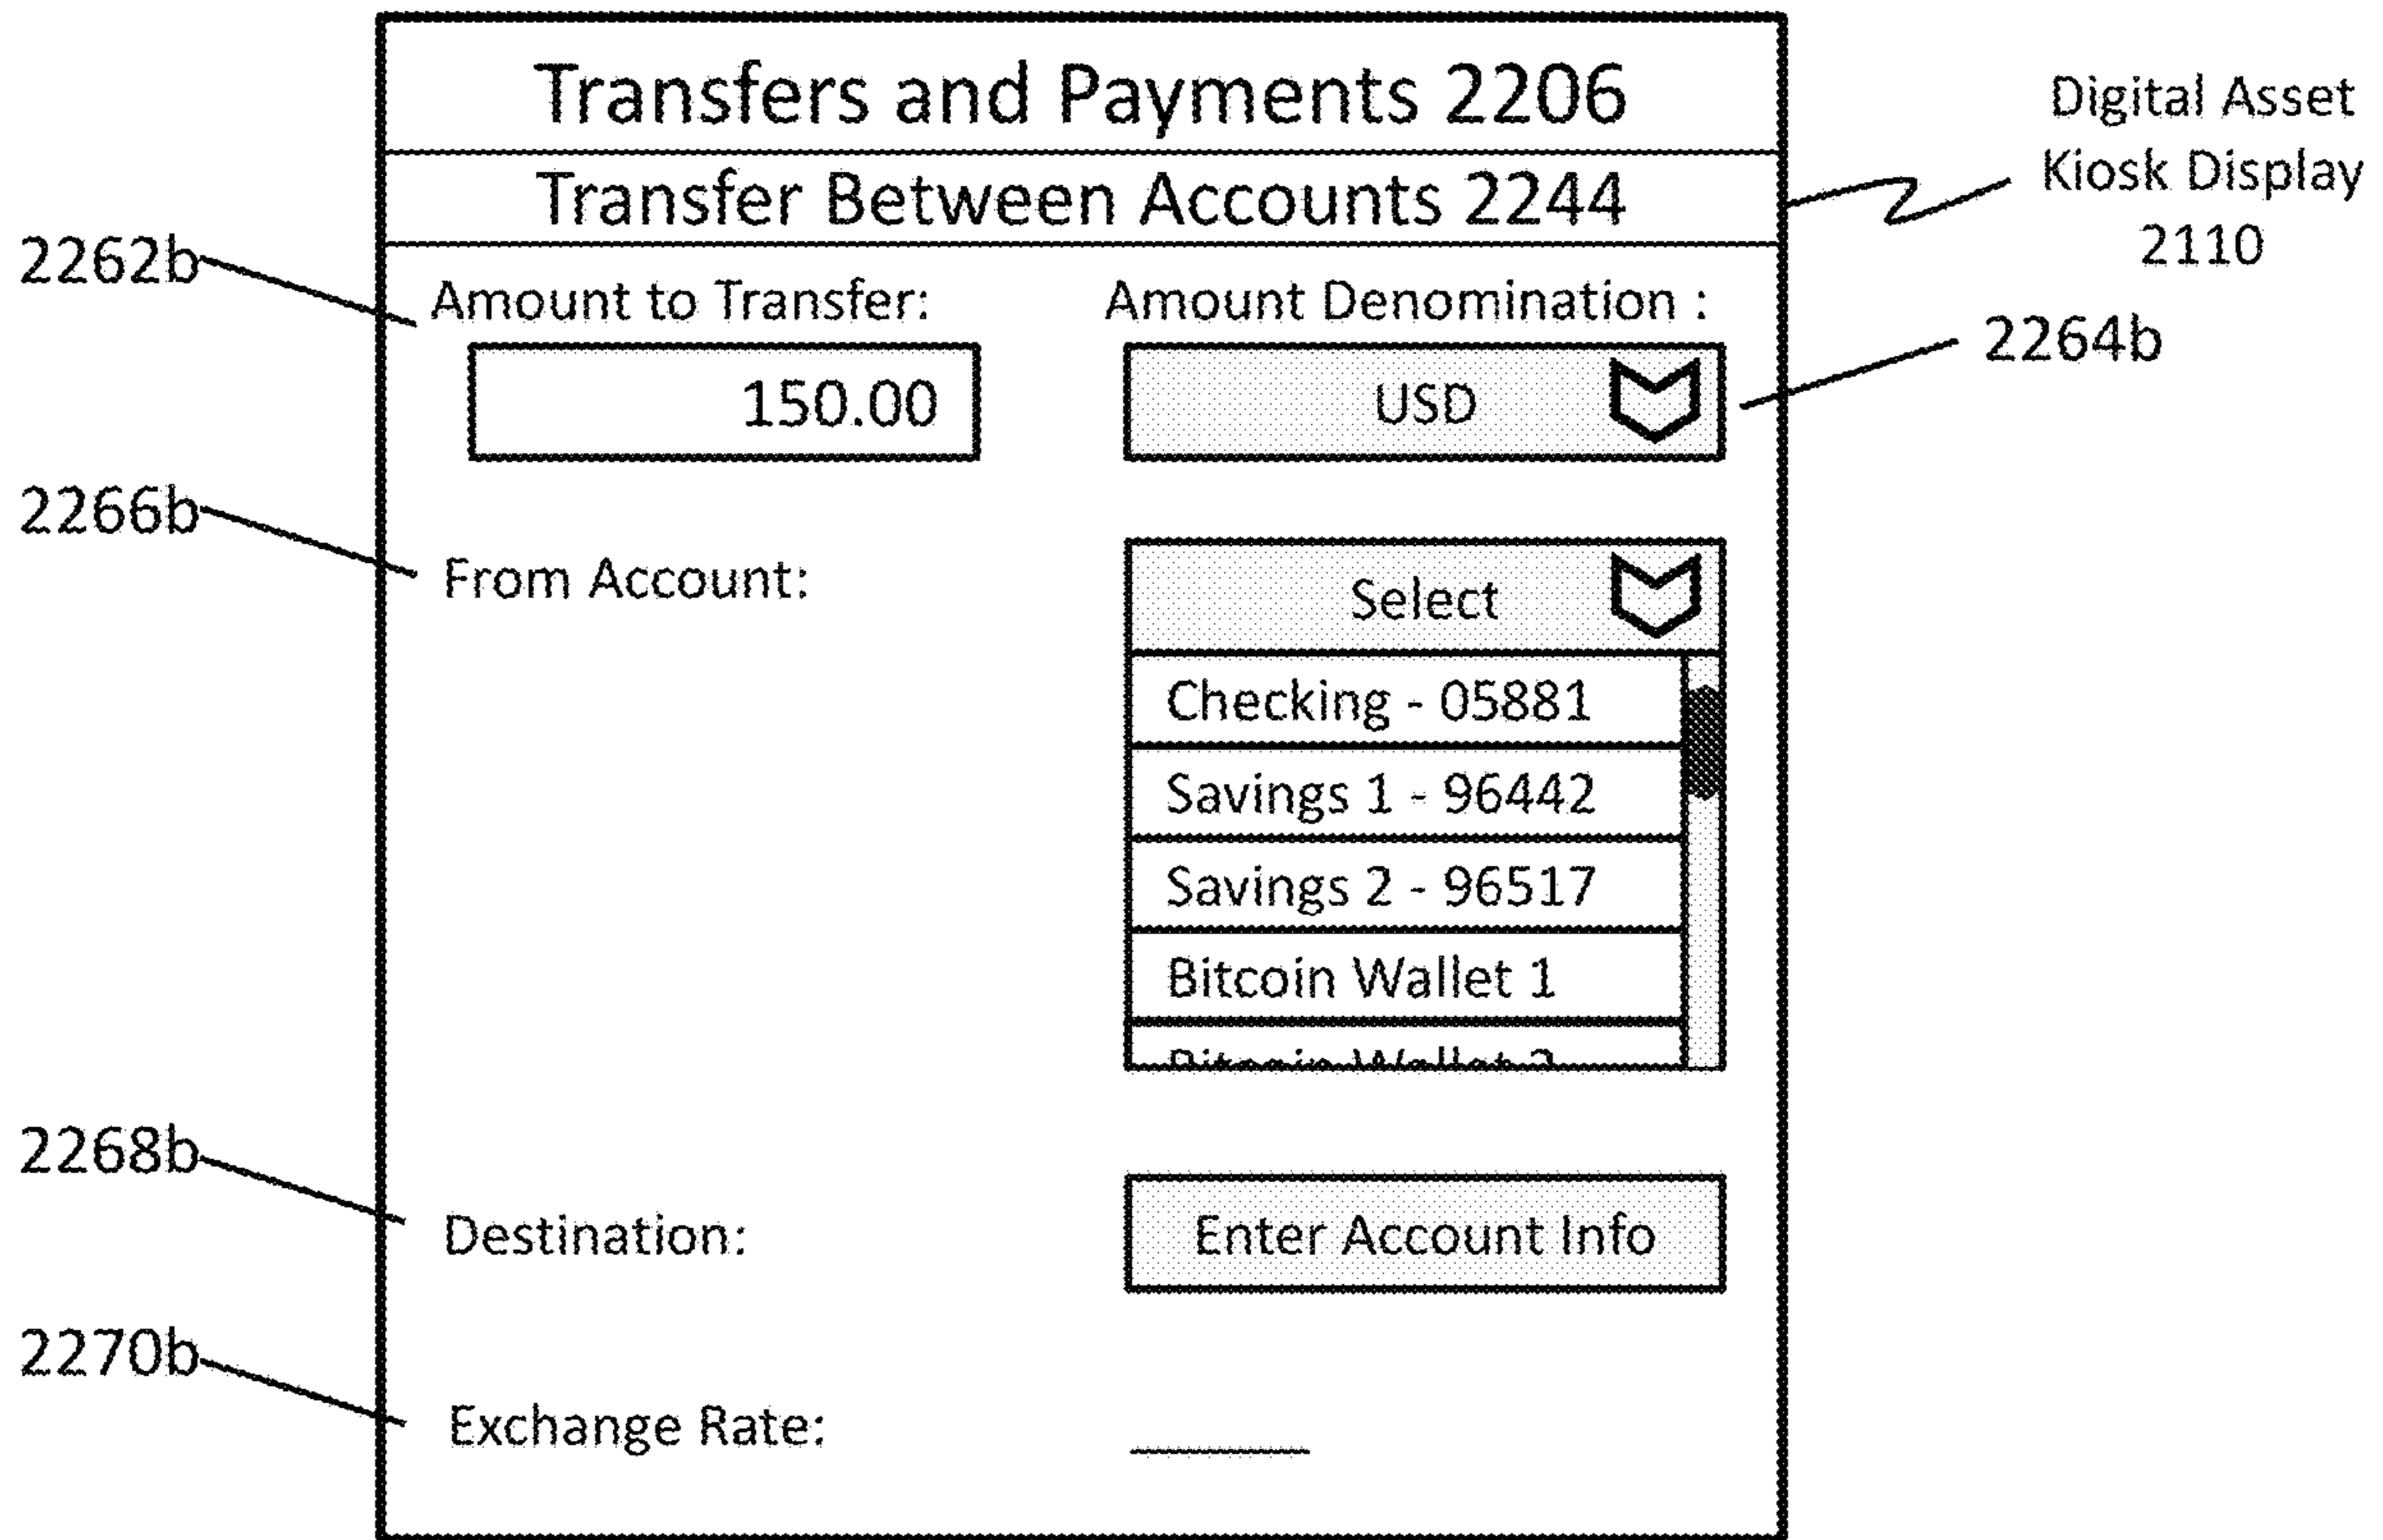 Transfers and Payments 2206
Transfer Between Accounts 2244
Digital Asset
Kiosk Display
2110
2262b
Amount to Transfer:
Amount Denomination :
2264b
150.00
USD
2266b
From Account:
Select
Checking - 05881
Savings 1 - 96442
Savings 2 - 96517
Bitcoin Wallet 1
Bitcoin Wallet
2268b
Destination:
Enter Account Info
2270b
Exchange Rate: